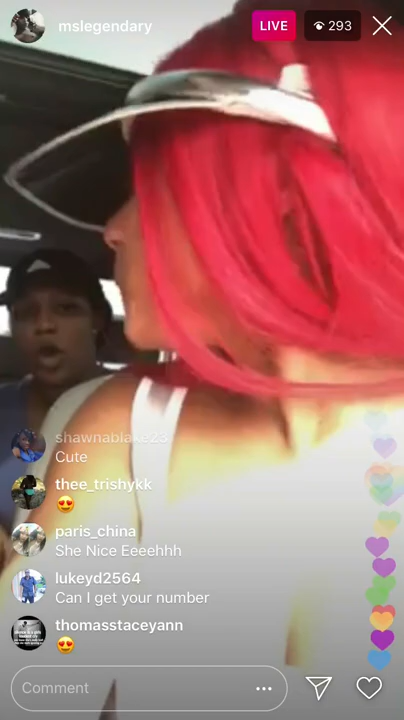 mslegendary
LIVE
293
shawnablake23
Cute
thee_trishykk
😍
paris_china
She Nice Eeeehhh
lukeyd2564
Can I get your number
thomasstaceyann
😍
Comment